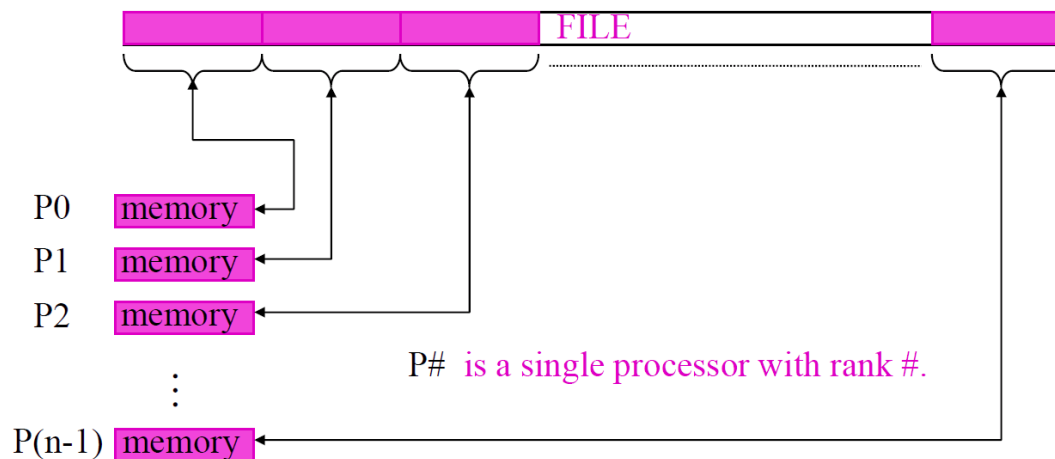 FILE
P0 memory
P1 memory
P2 memory
P# is a single processor with rank #.
⋮
P(n-1) memory